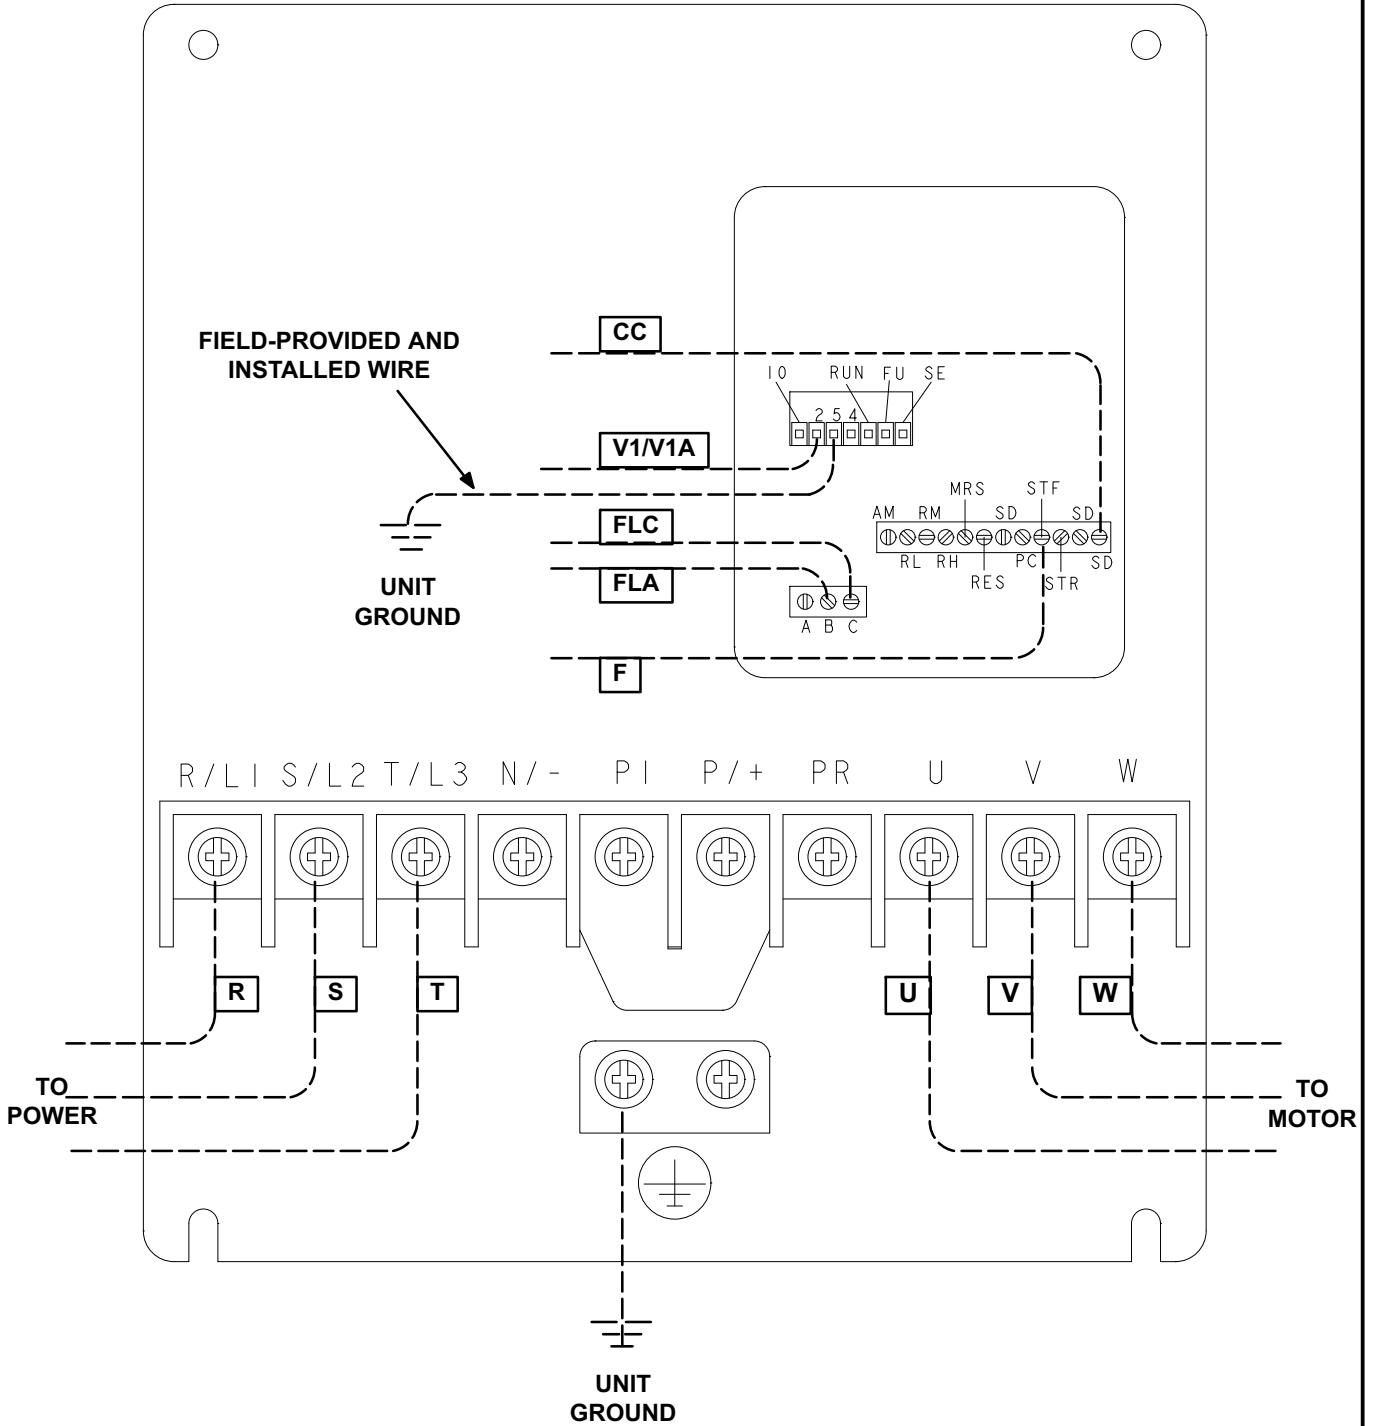 CC
FIELD-PROVIDED AND
INSTALLED WIRE
10 RUN FU SE
2 5 4
V1/V1A
MRS STF
AM RM SD SD
FLC
RL RH PC SD
RES STR
FLA
UNIT
GROUND
A B C
F
R/L1 S/L2 T/L3 N/- P1 P/+ PR U V W
R S T U V W
TO
POWER
TO
MOTOR
UNIT
GROUND